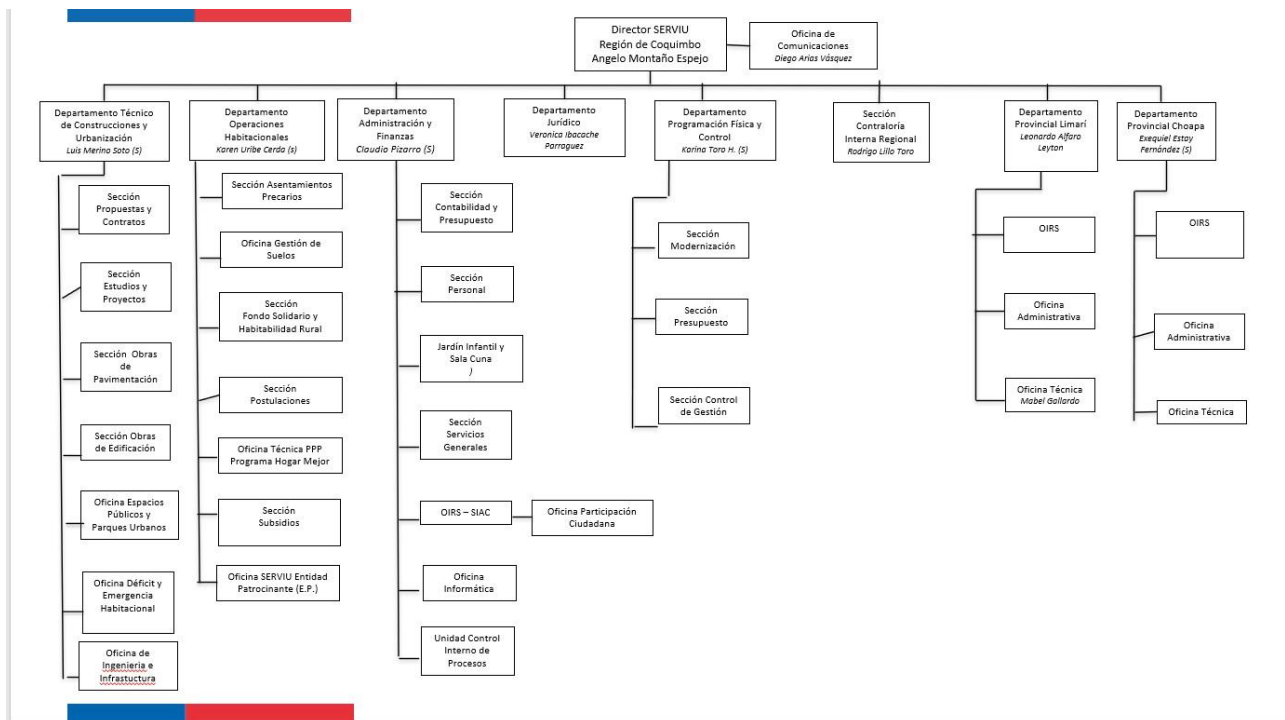 Director SERVIU
Región de Coquimbo
Angelo Montaño Espejo
Oficina de
Comunicaciones
Diego Arias Vásquez
Departamento Técnico
de Construcciones y
Urbanización
Luis Merino Soto (S)
Departamento
Operaciones
Habitacionales
Karen Uribe Cerda (s)
Departamento
Administración y
Finanzas
Claudio Pizarro (S)
Departamento
Jurídico
Veronica Ibacache
Parraguez
Departamento
Programación Física y
Control
Karina Toro H. (S)
Sección
Contraloría
Interna Regional
Rodrigo Lillo Toro
Departamento
Provincial Limarí
Leonardo Alfaro
Leyton
Departamento
Provincial Choapa
Exequiel Estay
Fernández (S)
Sección
Propuestas y
Contratos
Sección
Estudios y
Proyectos
Sección Obras
de
Pavimentación
Sección Obras
de Edificación
Oficina Espacios
Públicos y
Parques Urbanos
Oficina Déficit y
Emergencia
Habitacional
Oficina de
Ingenieria e
Infrastuctura
Sección Asentamientos
Precarios
Oficina Gestión de
Suelos
Sección
Fondo Solidario y
Habitabilidad Rural
Sección
Postulaciones
Oficina Técnica PPP
Programa Hogar Mejor
Sección
Subsidios
Oficina SERVIU Entidad
Patrocinante (E.P.)
Sección
Contabilidad y
Presupuesto
Sección
Personal
Jardín Infantil y
Sala Cuna
)
Sección
Servicios
Generales
OIRS – SIAC
Oficina Participación
Ciudadana
Oficina
Informática
Unidad Control
Interno de
Procesos
Sección
Modernización
Sección
Presupuesto
Sección Control
de Gestión
OIRS
Oficina
Administrativa
Oficina Técnica
Mabel Gallardo
OIRS
Oficina
Administrativa
Oficina Técnica